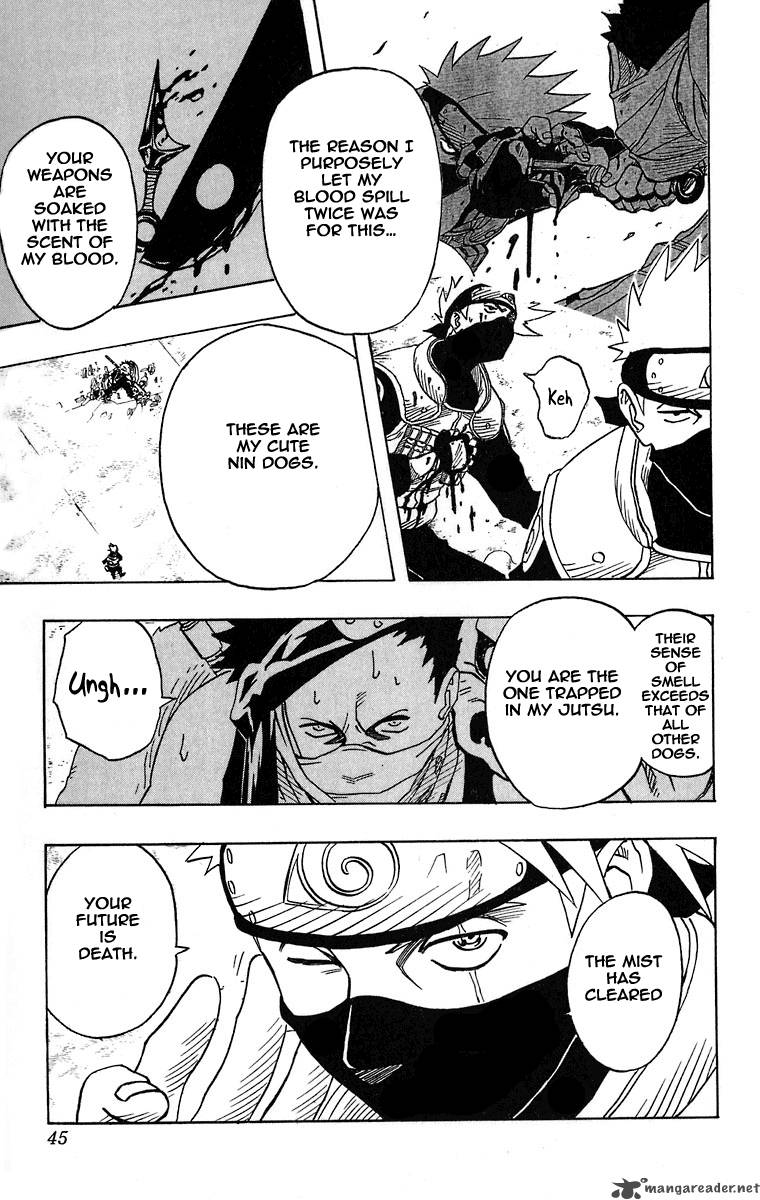 THE REASON I
PURPOSELY
LET MY
BLOOD SPILL
TWICE WAS
FOR THIS...
YOUR
WEAPONS ARE
SOAKED
WITH THE
SCENT OF
MY BLOOD.
Keh
THESE ARE
MY CUTE
NIN DOGS.
THEIR
SENSE
OF
SMELL
EXCEEDS
THAT OF
ALL
OTHER
DOGS.
YOU ARE THE
ONE TRAPPED
IN MY JUTSU.
Ungh...
THE MIST HAS
CLEARED
YOUR
FUTURE
IS
DEATH.
45
mangareader.net